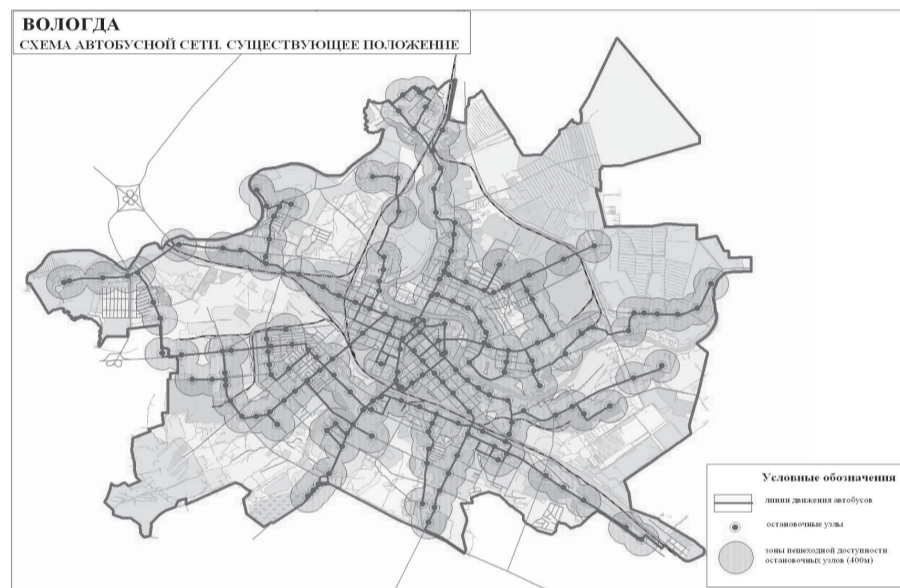 ВОЛОГДА
СХЕМА АВТОБУСНОЙ СЕТИ. СУЩЕСТВУЮЩЕЕ ПОЛОЖЕНИЕ
Условные обозначения
линии движения автобусов
остановочные узлы
зоны пешеходной доступности
остановочных узлов (400м)